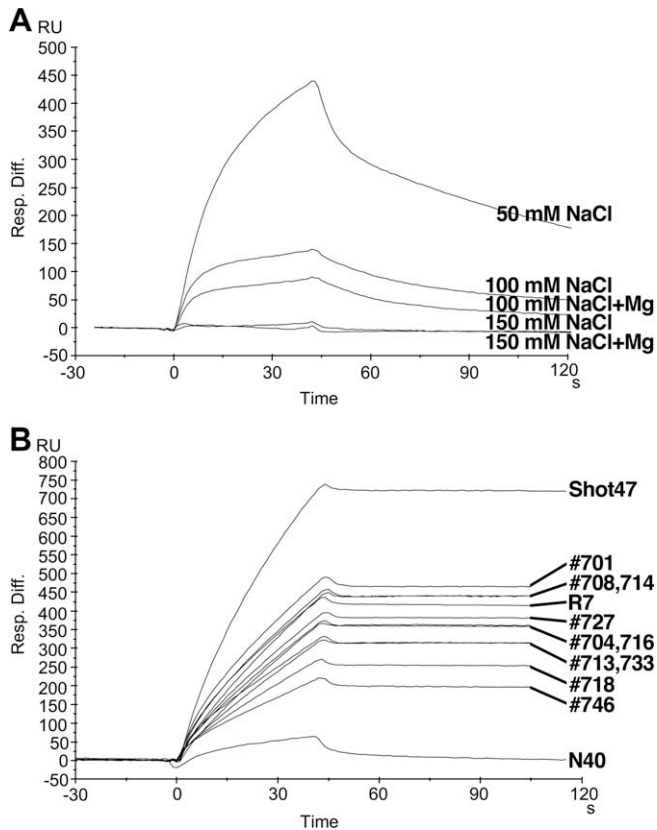 A
RU
500
450
400
350
300
250
200
150
100
50
0
-50
Resp. Diff.
50 mM NaCl
100 mM NaCl
100 mM NaCl+Mg
150 mM NaCl
150 mM NaCl+Mg
-30
0
30
60
90
120
s
Time
B
RU
800
750
700
650
600
550
500
450
400
350
300
250
200
150
100
50
0
-50
Resp. Diff.
Shot47
#701
#708,714
R7
#727
#704,716
#713,733
#718
#746
N40
-30
0
30
60
90
120
s
Time